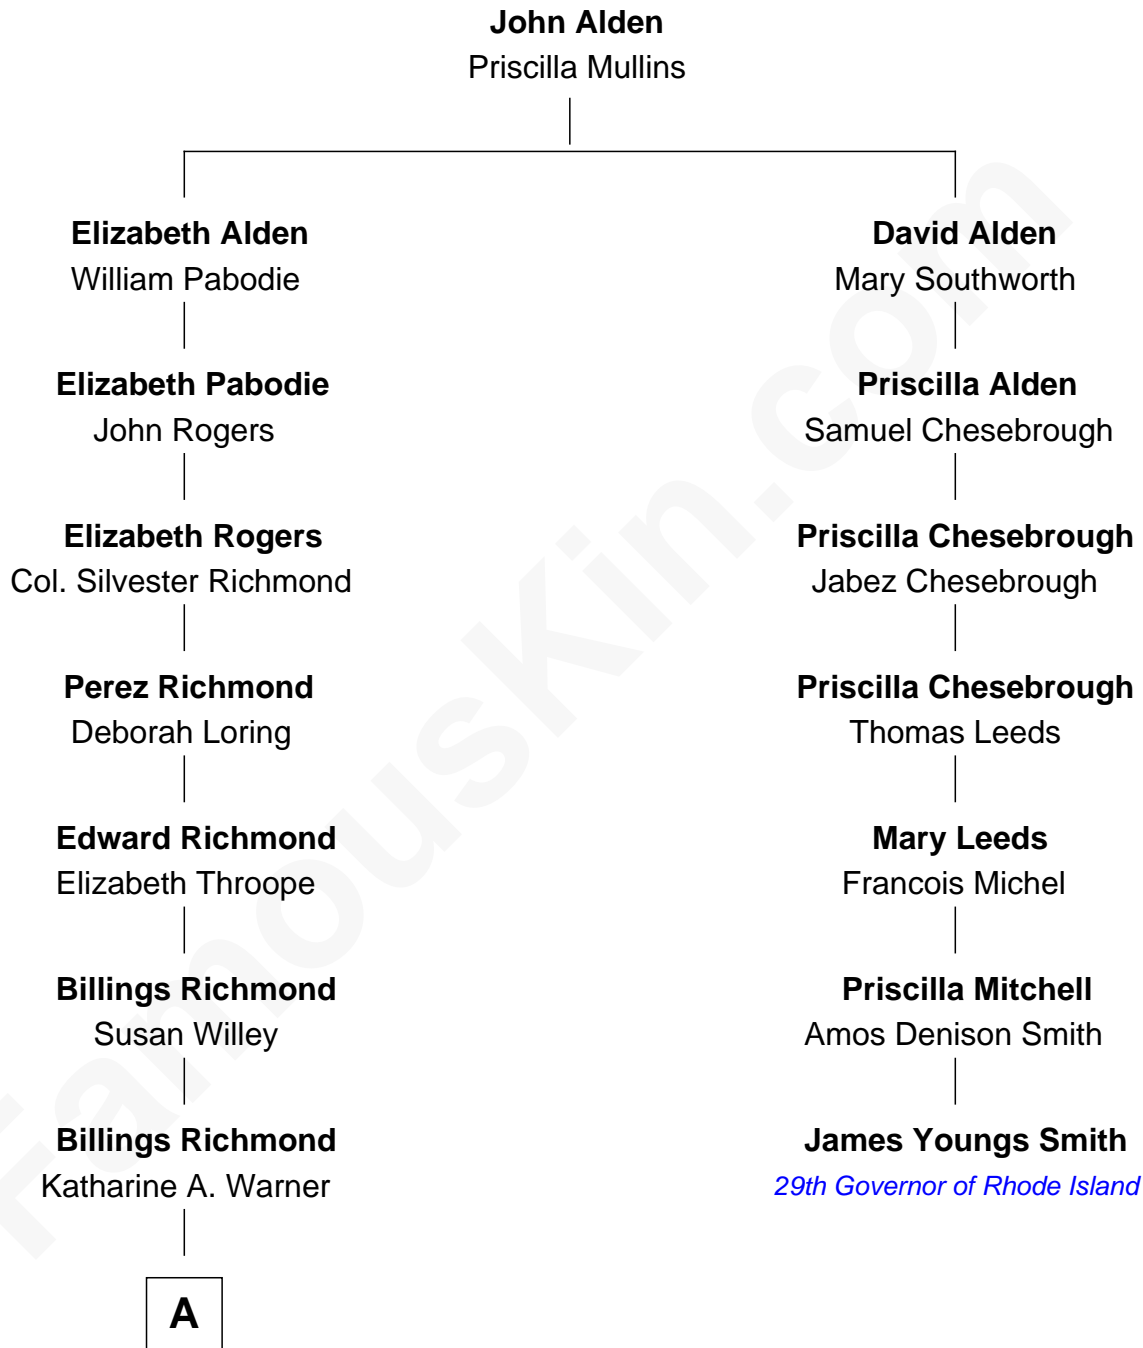 John Alden
Priscilla Mullins
Elizabeth Alden
William Pabodie
David Alden
Mary Southworth
Elizabeth Pabodie
John Rogers
Priscilla Alden
Samuel Chesebrough
Elizabeth Rogers
Col. Silvester Richmond
Priscilla Chesebrough
Jabez Chesebrough
Perez Richmond
Deborah Loring
Priscilla Chesebrough
Thomas Leeds
Edward Richmond
Elizabeth Throope
Mary Leeds
Francois Michel
Billings Richmond
Susan Willey
Priscilla Mitchell
Amos Denison Smith
Billings Richmond
Katharine A. Warner
James Youngs Smith
29th Governor of Rhode Island
A
FamousKin.com